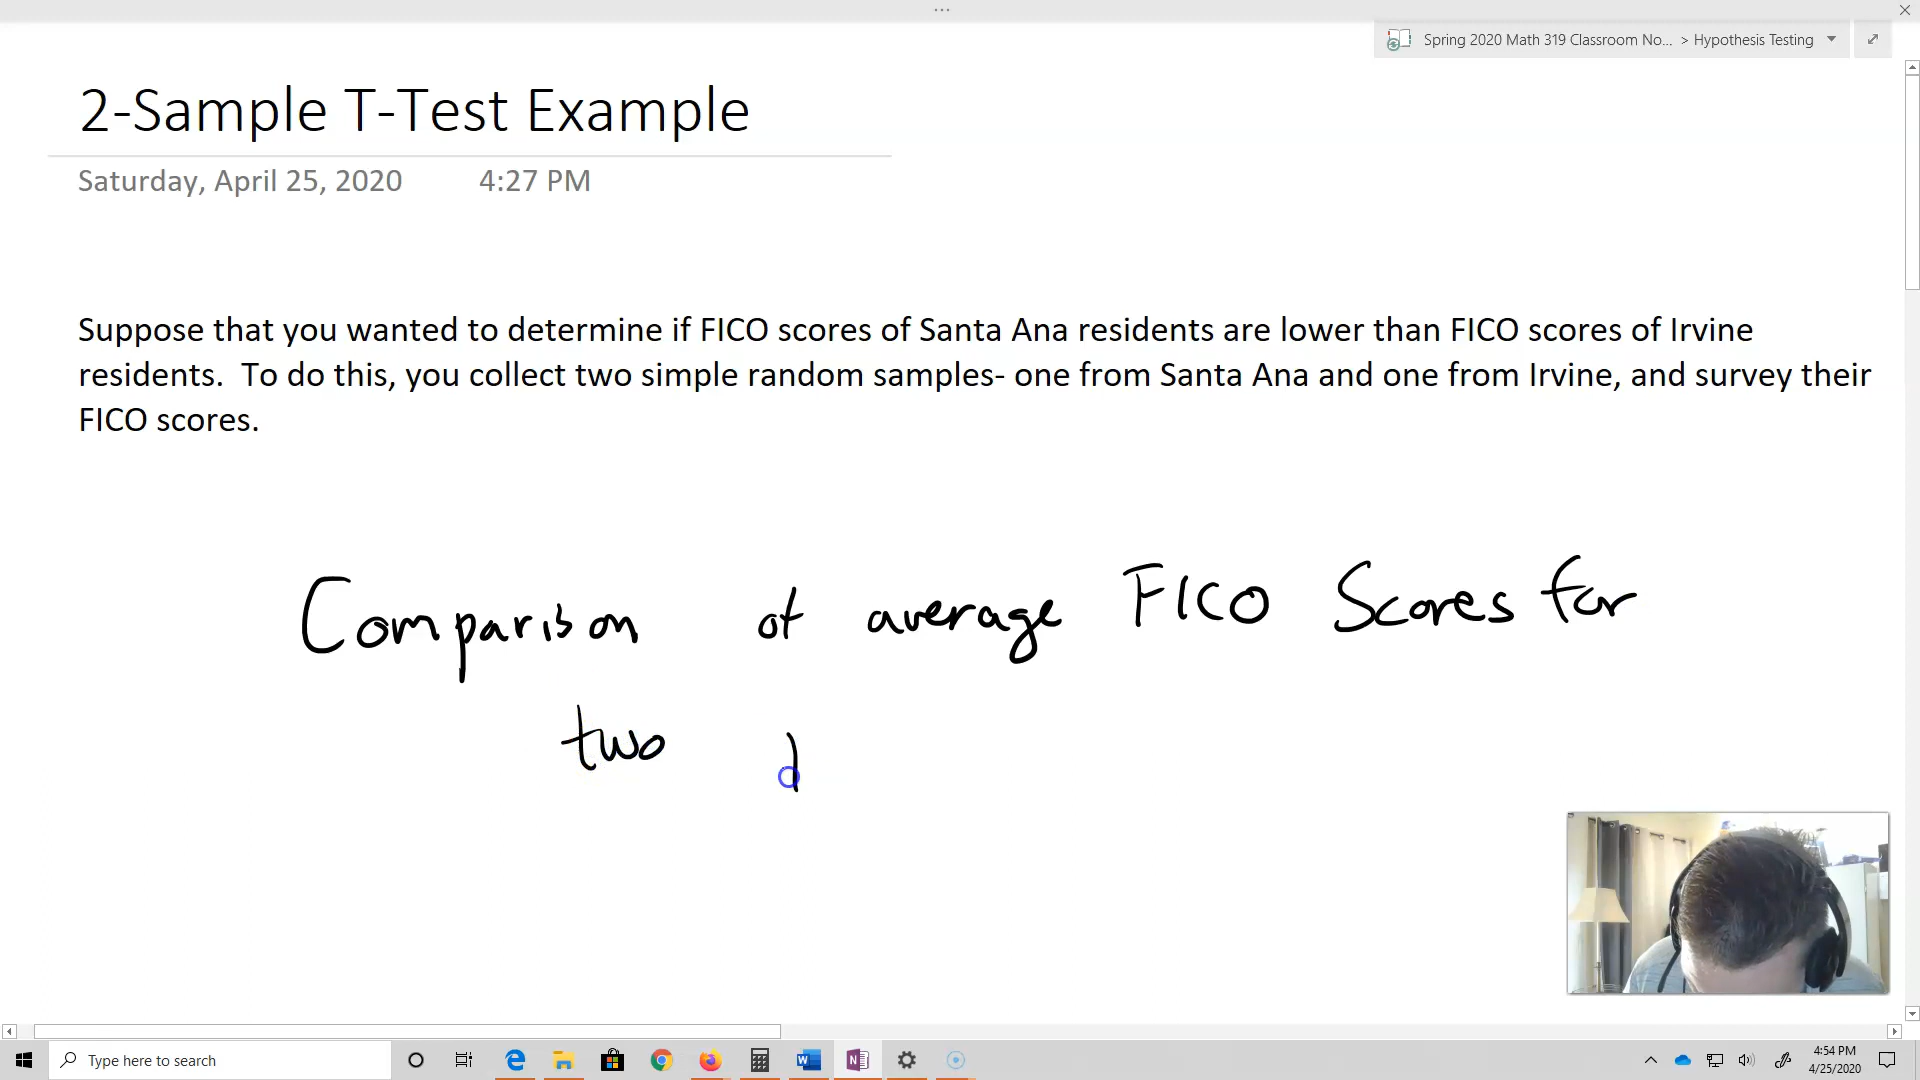 Spring 2020 Math 319 Classroom No... > Hypothesis Testing
2-Sample T-Test Example
Saturday, April 25, 2020 4:27 PM
Suppose that you wanted to determine if FICO scores of Santa Ana residents are lower than FICO scores of Irvine
residents. To do this, you collect two simple random samples- one from Santa Ana and one from Irvine, and survey their
FICO scores.
Comparison of average FICO Scores for
two
Type here to search
4:54 PM
4/25/2020